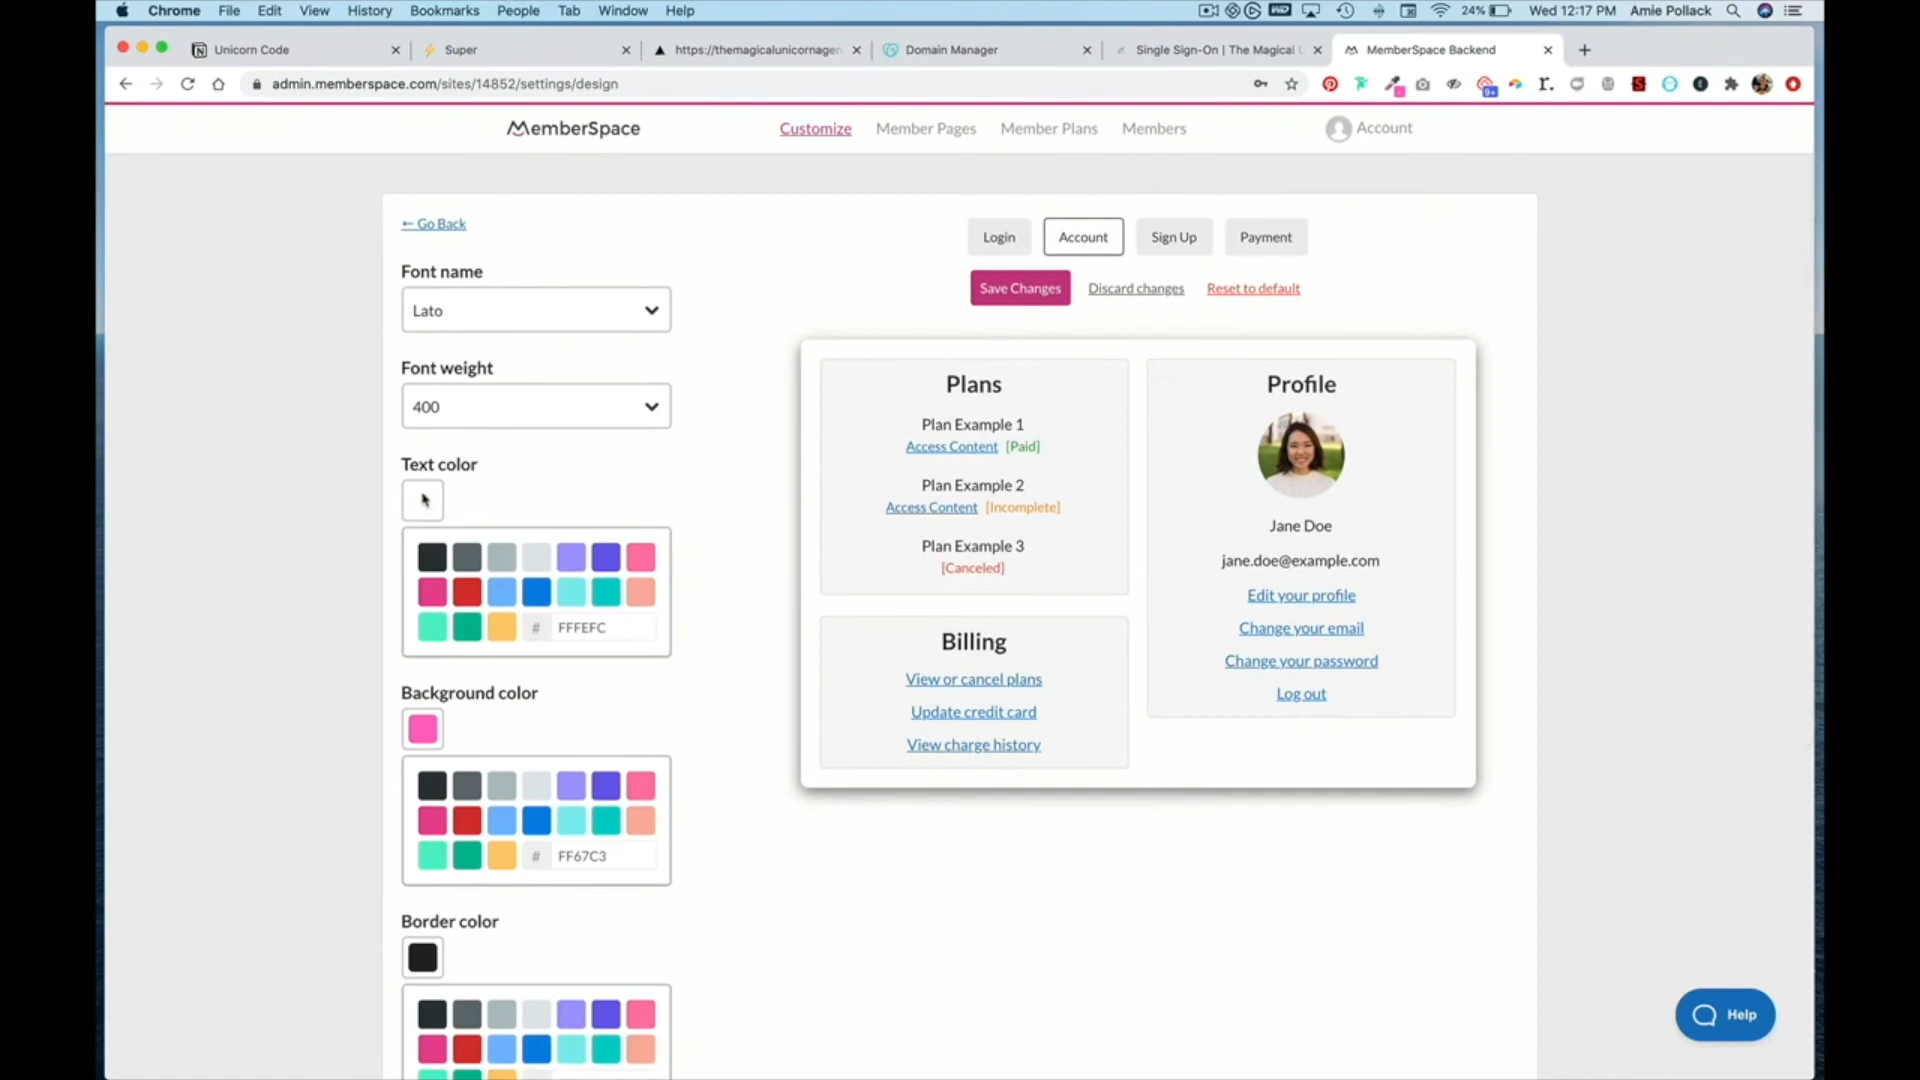 Chrome File Edit View History Bookmarks People Tab Window Help 24% Wed 12:17 PM Amie Pollack
Unicorn Code Super https://themagicalunicornagen Domain Manager Single Sign-On | The Magical U MemberSpace Backend
admin.memberspace.com/sites/14852/settings/design
MemberSpace Customize Member Pages Member Plans Members Account
← Go Back
Login Account Sign Up Payment
Save Changes Discard changes Reset to default
Font name
Lato
Font weight
400
Text color
# FFFEFC
Background color
# FF67C3
Border color
Plans
Plan Example 1
Access Content [Paid]
Plan Example 2
Access Content [Incomplete]
Plan Example 3
[Canceled]
Billing
View or cancel plans
Update credit card
View charge history
Profile
Jane Doe
jane.doe@example.com
Edit your profile
Change your email
Change your password
Log out
Help